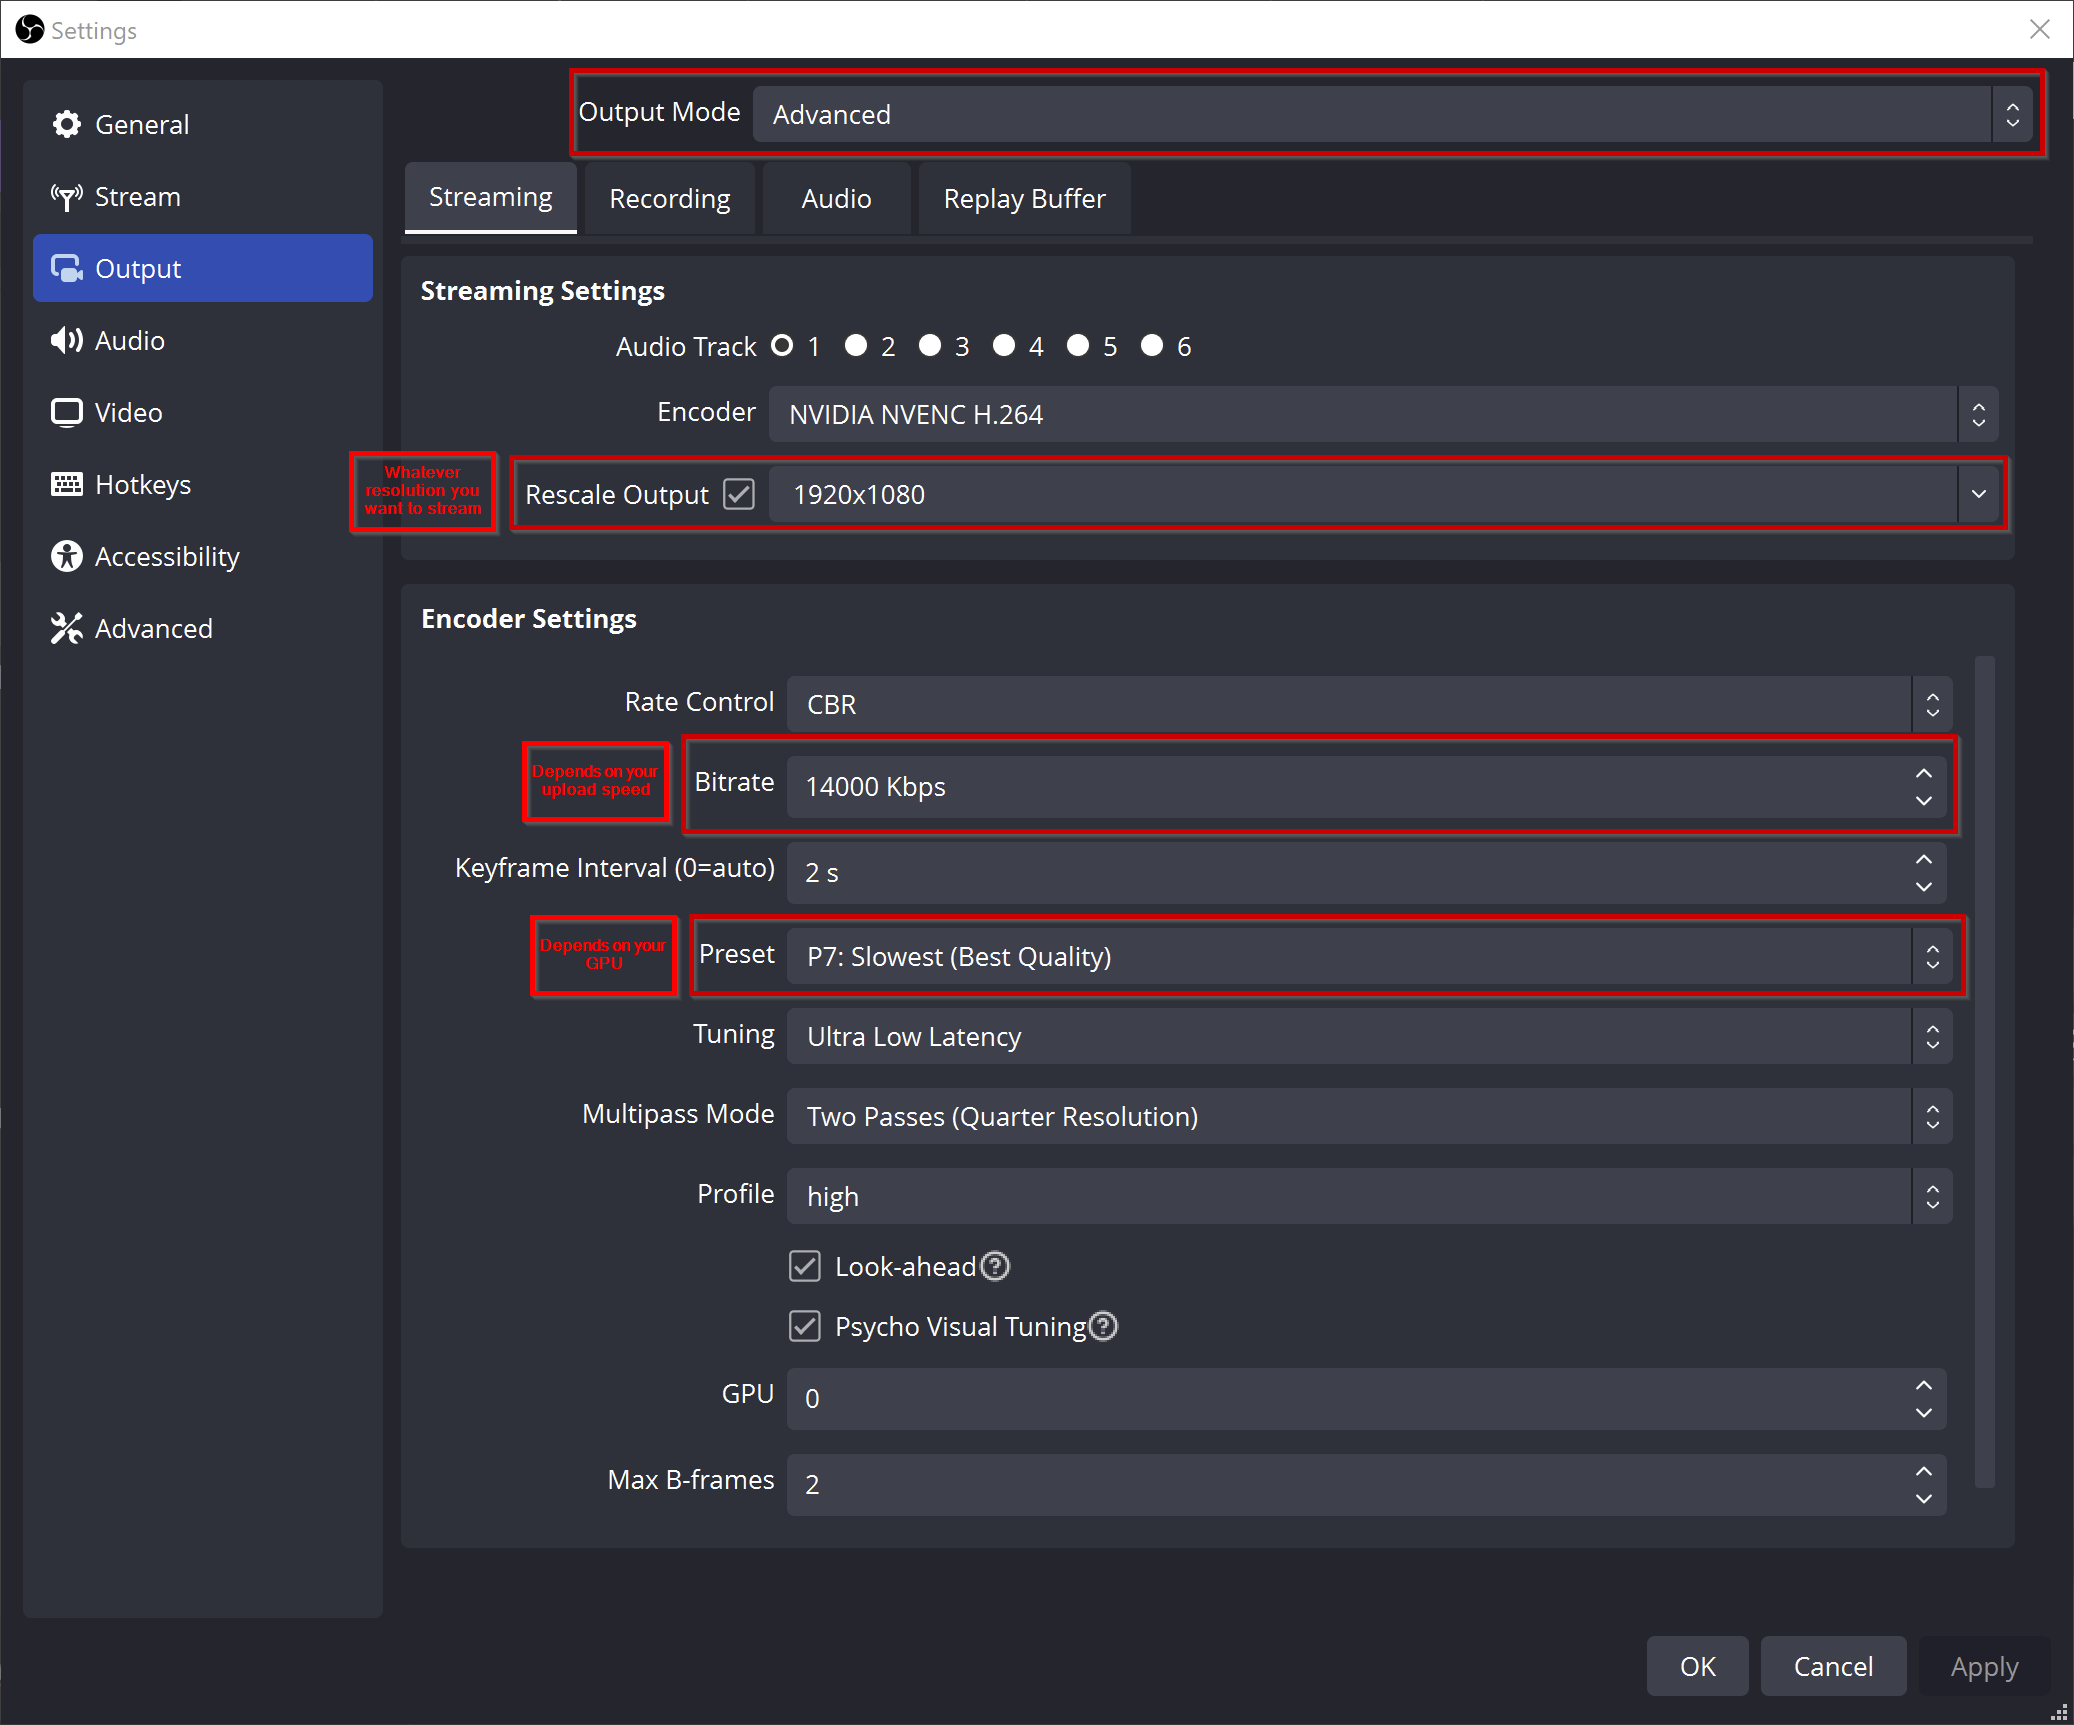 Settings
General
Stream
Output
Audio
Video
Hotkeys
Accessibility
Advanced
Output Mode Advanced
Streaming Recording Audio Replay Buffer
Streaming Settings
Audio Track 1 2 3 4 5 6
Encoder NVIDIA NVENC H.264
Whatever
resolution you
want to stream
Rescale Output 1920x1080
Encoder Settings
Rate Control CBR
Depends on your
upload speed
Bitrate 14000 Kbps
Keyframe Interval (0=auto) 2 s
Depends on your
GPU
Preset P7: Slowest (Best Quality)
Tuning Ultra Low Latency
Multipass Mode Two Passes (Quarter Resolution)
Profile high
Look-ahead ?
Psycho Visual Tuning ?
GPU 0
Max B-frames 2
OK Cancel Apply